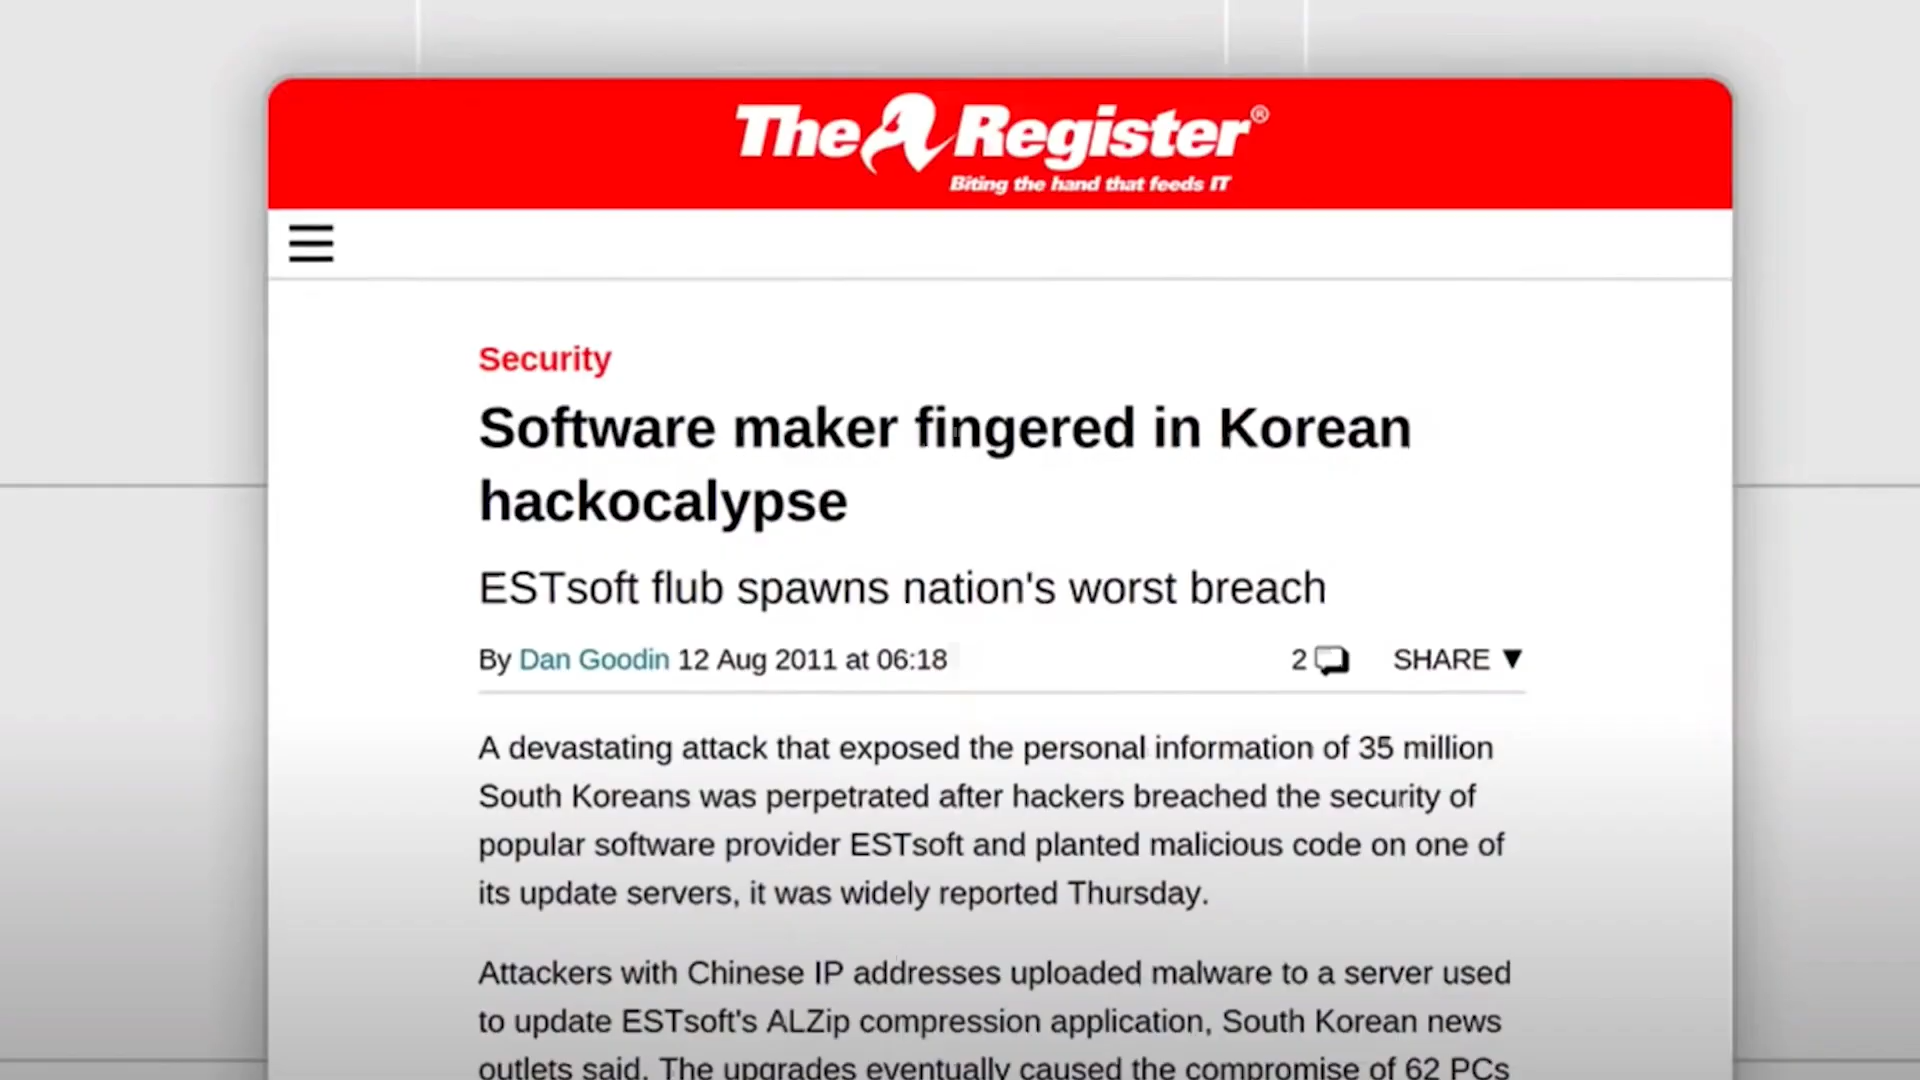 The Register®
Biting the hand that feeds IT
Security
Software maker fingered in Korean
hackocalypse
ESTsoft flub spawns nation's worst breach
By Dan Goodin 12 Aug 2011 at 06:18 2 SHARE ▼
A devastating attack that exposed the personal information of 35 million
South Koreans was perpetrated after hackers breached the security of
popular software provider ESTsoft and planted malicious code on one of
its update servers, it was widely reported Thursday.
Attackers with Chinese IP addresses uploaded malware to a server used
to update ESTsoft's ALZip compression application, South Korean news
outlets said. The upgrades eventually caused the compromise of 62 PCs